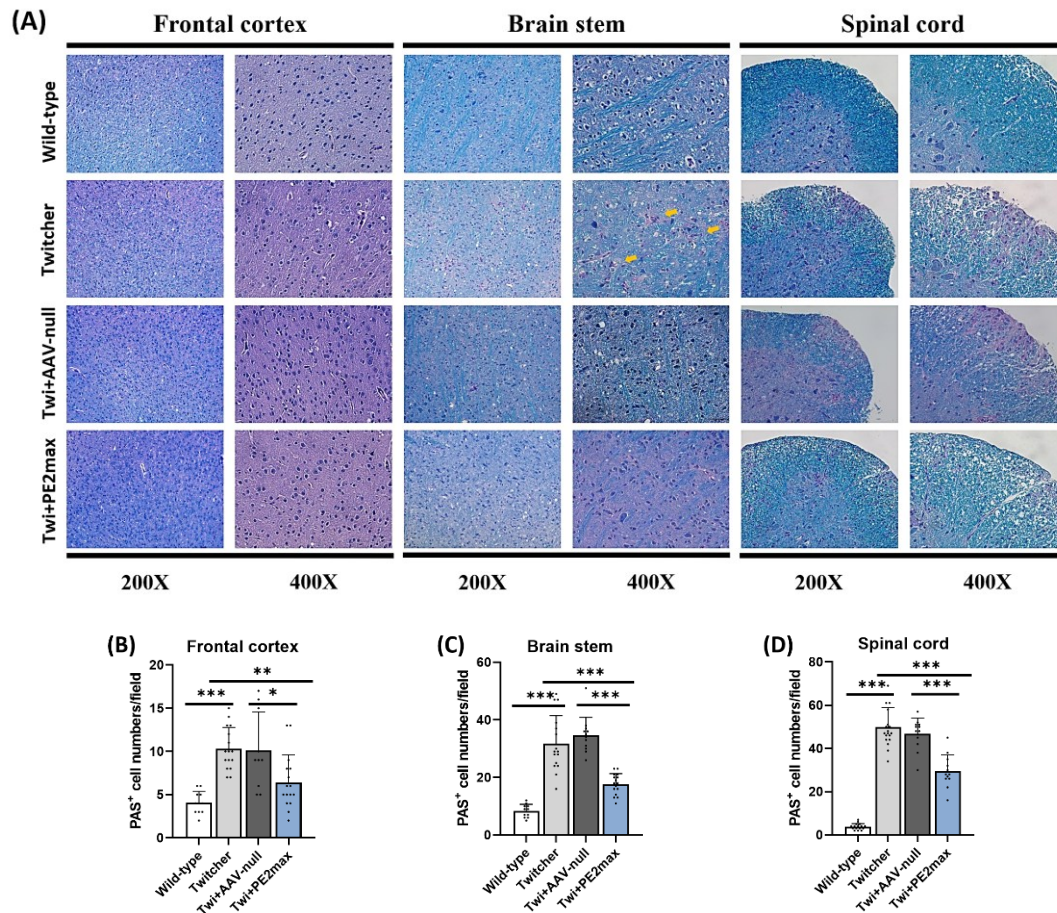 (A)
Frontal cortex Brain stem Spinal cord
Wild-type
Twitcher
Twi+AAV-null
Twi+PE2max
200X 400X 200X 400X 200X 400X
(B)
Frontal cortex
PAS+ cell numbers/field
20
15
10
5
0
***
**
*
Wild-type
Twitcher
Twi+AAV-null
Twi+PE2max
(C)
Brain stem
PAS+ cell numbers/field
60
40
20
0
***
***
***
Wild-type
Twitcher
Twi+AAV-null
Twi+PE2max
(D)
Spinal cord
PAS+ cell numbers/field
80
60
40
20
0
***
***
***
Wild-type
Twitcher
Twi+AAV-null
Twi+PE2max